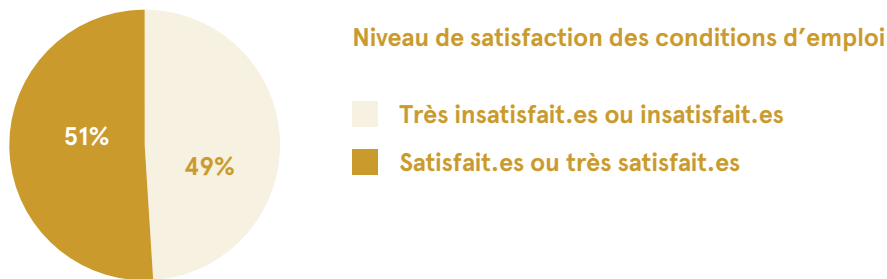 Niveau de satisfaction des conditions d’emploi
Très insatisfait.es ou insatisfait.es
Satisfait.es ou très satisfait.es
51%
49%